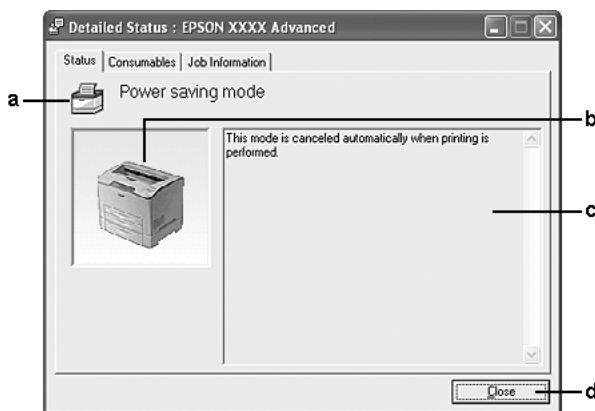 Detailed Status : EPSON XXXX Advanced
Status Consumables Job Information
a
Power saving mode
b
This mode is canceled automatically when printing is
performed.
c
Close
d